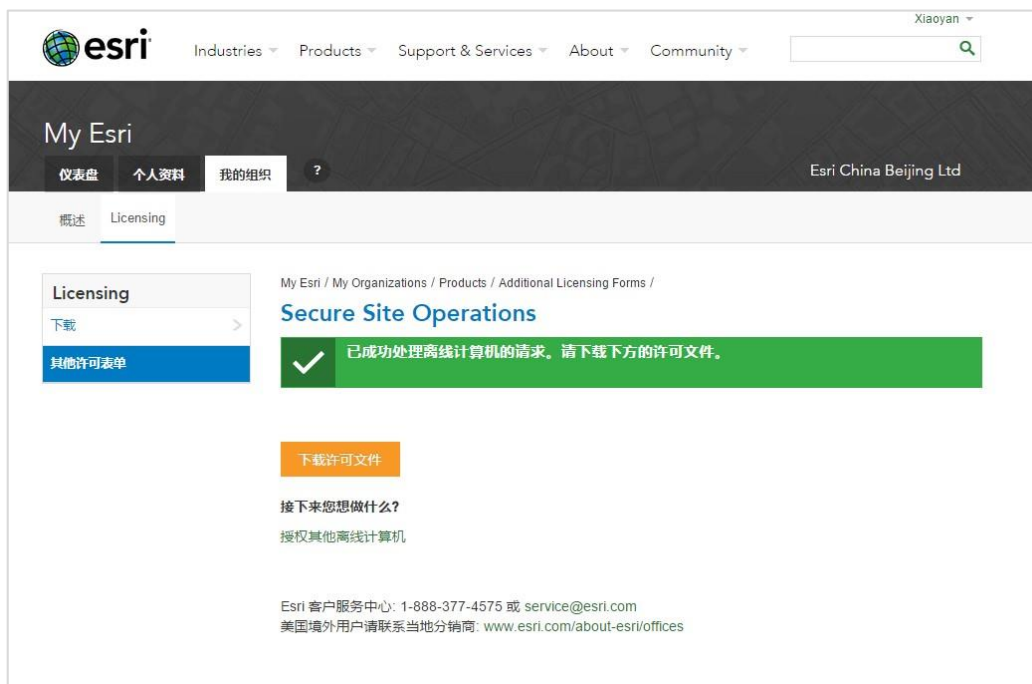 Xiaoyan
esri
Industries Products Support & Services About Community
My Esri
仪表盘 个人资料 我的组织 ?
Esri China Beijing Ltd
概述 Licensing
Licensing
下载
其他许可表单
My Esri / My Organizations / Products / Additional Licensing Forms /
Secure Site Operations
已成功处理离线计算机的请求。请下载下方的许可文件。
下载许可文件
接下来您想做什么?
授权其他离线计算机
Esri 客户服务中心: 1-888-377-4575 或 service@esri.com
美国境外用户请联系当地分销商: www.esri.com/about-esri/offices